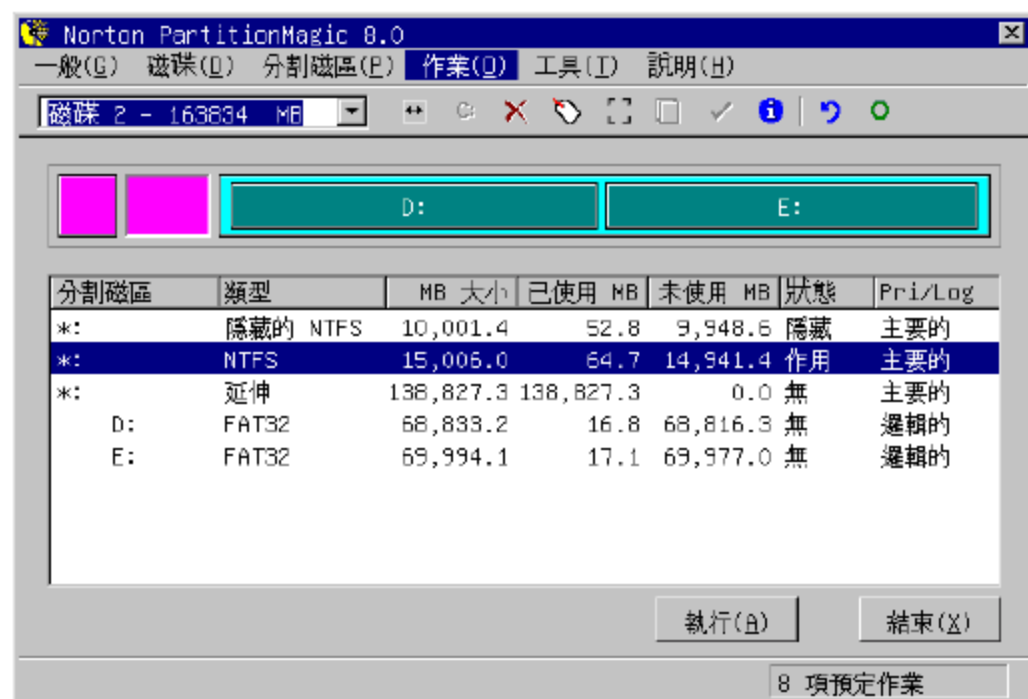 Norton PartitionMagic 8.0
一般(G) 磁碟(D) 分割磁區(P) 作業(O) 工具(T) 說明(H)
磁碟 2 - 163834 MB
D: E:
分割磁區 類型 MB 大小 已使用 MB 未使用 MB 狀態 Pri/Log
*: 隱藏的 NTFS 10,001.4 52.8 9,948.6 隱藏 主要的
*: NTFS 15,006.0 64.7 14,941.4 作用 主要的
*: 延伸 138,827.3 138,827.3 0.0 無 主要的
D: FAT32 68,833.2 16.8 68,816.3 無 邏輯的
E: FAT32 69,994.1 17.1 69,977.0 無 邏輯的
執行(A) 結束(X)
8 項預定作業